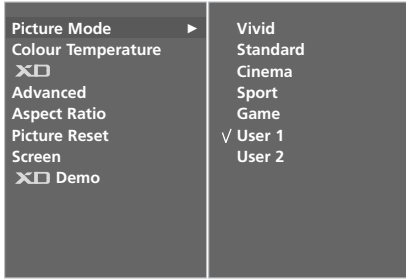 Picture Mode ►
Colour Temperature
XD
Advanced
Aspect Ratio
Picture Reset
Screen
XD Demo
Vivid
Standard
Cinema
Sport
Game
√ User 1
User 2